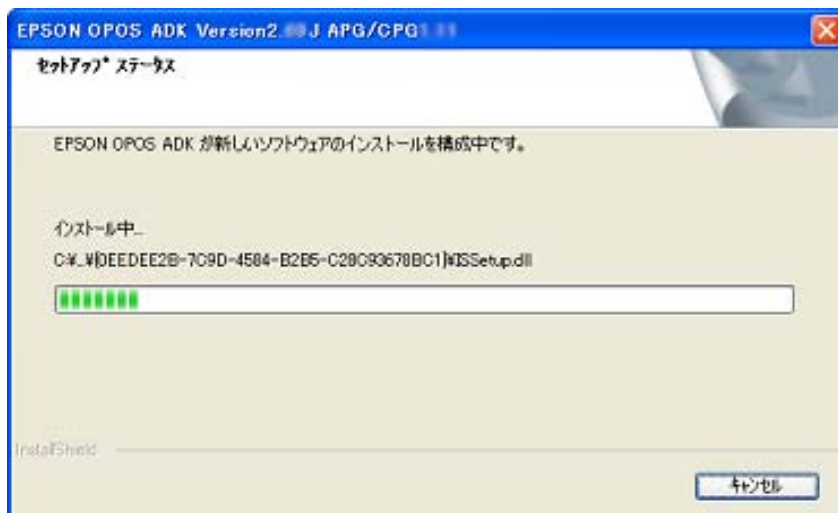 EPSON OPOS ADK Version2. J APG/CPG
セットアップ ステータス
EPSON OPOS ADK が新しいソフトウェアのインストールを構成中です。
インストール中...
C:¥...¥{DEEDEE2B-7C9D-4584-B2B5-C28C93678BC1}¥ISSetup.dll
InstallShield
キャンセル